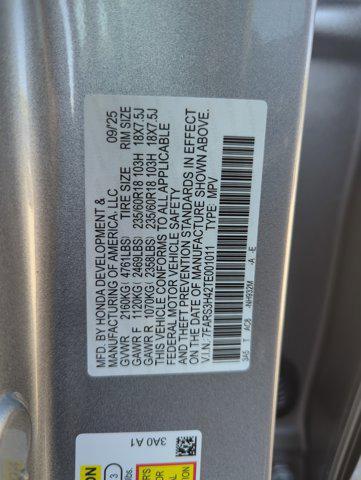 MFD. BY HONDA DEVELOPMENT & 09/25
MANUFACTURING OF AMERICA, LLC
TIRE SIZE RIM SIZE
GVWR 2160KG( 4761LBS)
GAWR F 1120KG( 2469LBS) 235/60R18 103H 18X7.5J
GAWR R 1070KG( 2358LBS) 235/60R18 103H 18X7.5J
THIS VEHICLE CONFORMS TO ALL APPLICABLE
FEDERAL MOTOR VEHICLE SAFETY
AND THEFT PREVENTION STANDARDS IN EFFECT
ON THE DATE OF MANUFACTURE SHOWN ABOVE.
V.I.N. 7FARS3H42TE001011 TYPE: MPV
3A5 T AC8 -NH932M -A -E
3A0 A1